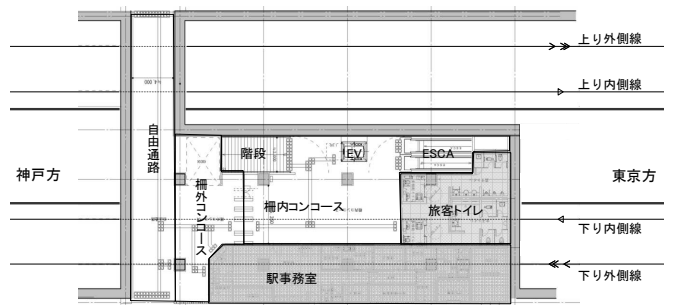 上り外側線
上り内側線
自由通路
階段
EV
ESCA
神戸方
東京方
柵外コンコース
柵内コンコース
旅客トイレ
下り内側線
駅事務室
下り外側線